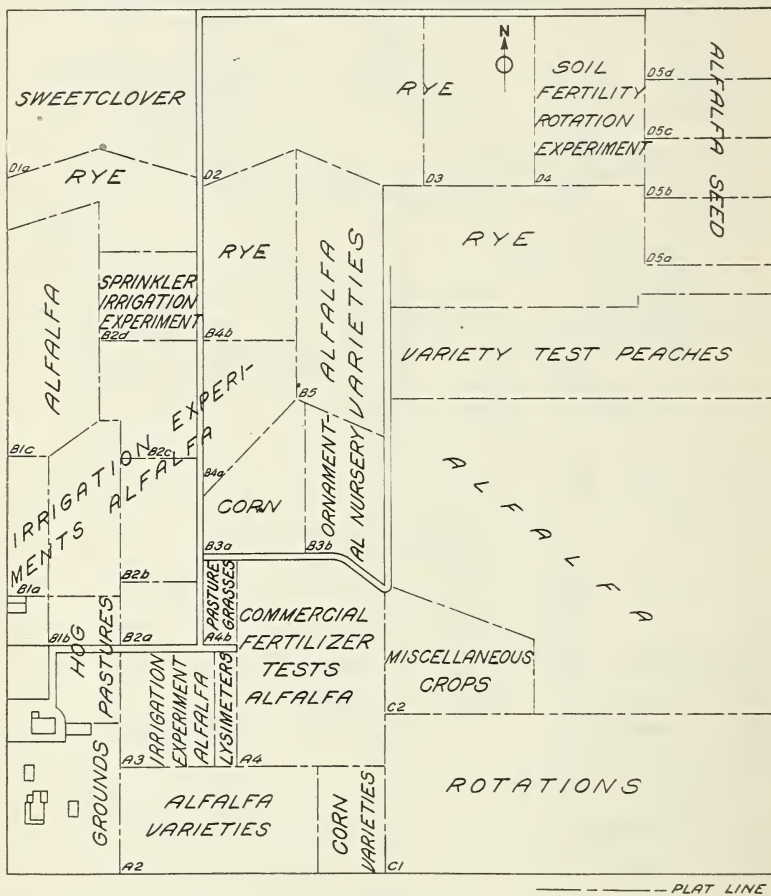 N
SWEETCLOVER
RYE
SOIL
FERTILITY
ROTATION
EXPERIMENT
D5d
D5c
D5b
D5a
ALFALFA SEED
D1a
RYE
D2
D3
D4
RYE
ALFALFA
VARIETIES
RYE
ALFALFA
SPRINKLER
IRRIGATION
EXPERIMENT
B2d
B4b
VARIETY TEST PEACHES
B5
IRRIGATION EXPERI-
MENTS ALFALFA
B1c
B2c
B4a
CORN
ORNAMENT-
AL NURSERY
ALFALFA
B3a
B3b
B1a
B2b
PASTURE
GRASSES
COMMERCIAL
FERTILIZER
TESTS
ALFALFA
HOG
PASTURES
B1b
B2a
A4b
MISCELLANEOUS
CROPS
IRRIGATION
EXPERIMENT
ALFALFA
LYSIMETERS
C2
GROUNDS
A3
A4
ROTATIONS
ALFALFA
VARIETIES
CORN
VARIETIES
A2
C1
PLAT LINE